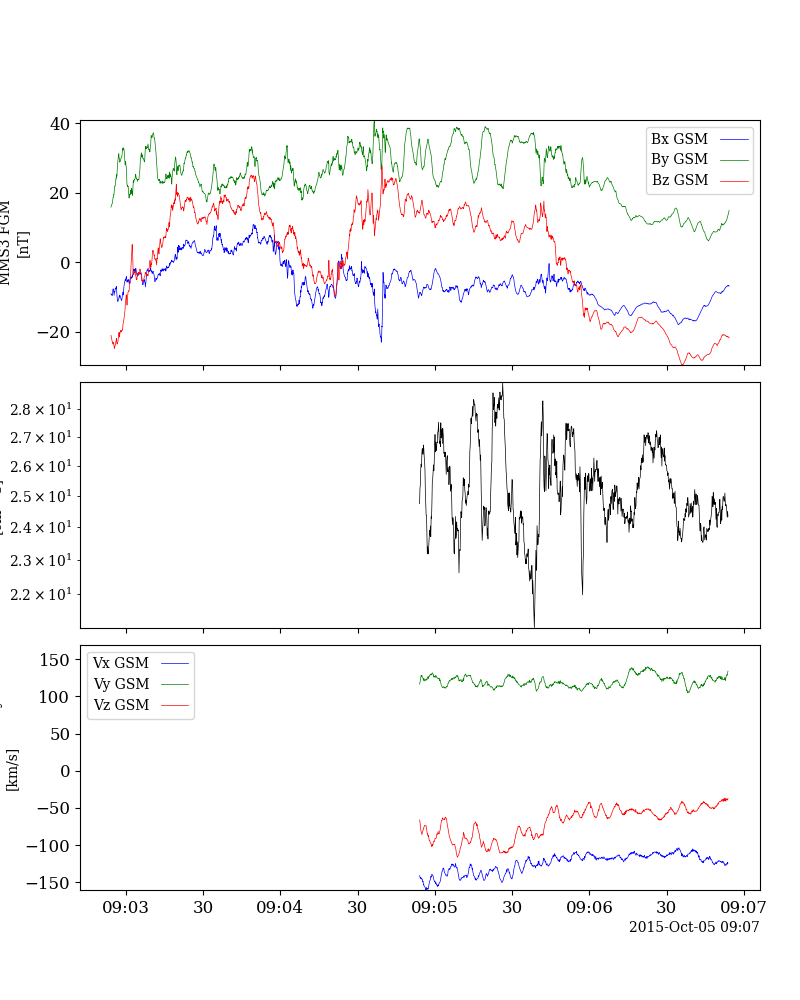 40
20
0
−20
MMS3 FGM
[nT]
Bx GSM
By GSM
Bz GSM
2.8 × 10¹
2.7 × 10¹
2.6 × 10¹
2.5 × 10¹
2.4 × 10¹
2.3 × 10¹
2.2 × 10¹
150
100
50
0
−50
−100
−150
[km/s]
Vx GSM
Vy GSM
Vz GSM
09:03 30 09:04 30 09:05 30 09:06 30 09:07
2015-Oct-05 09:07